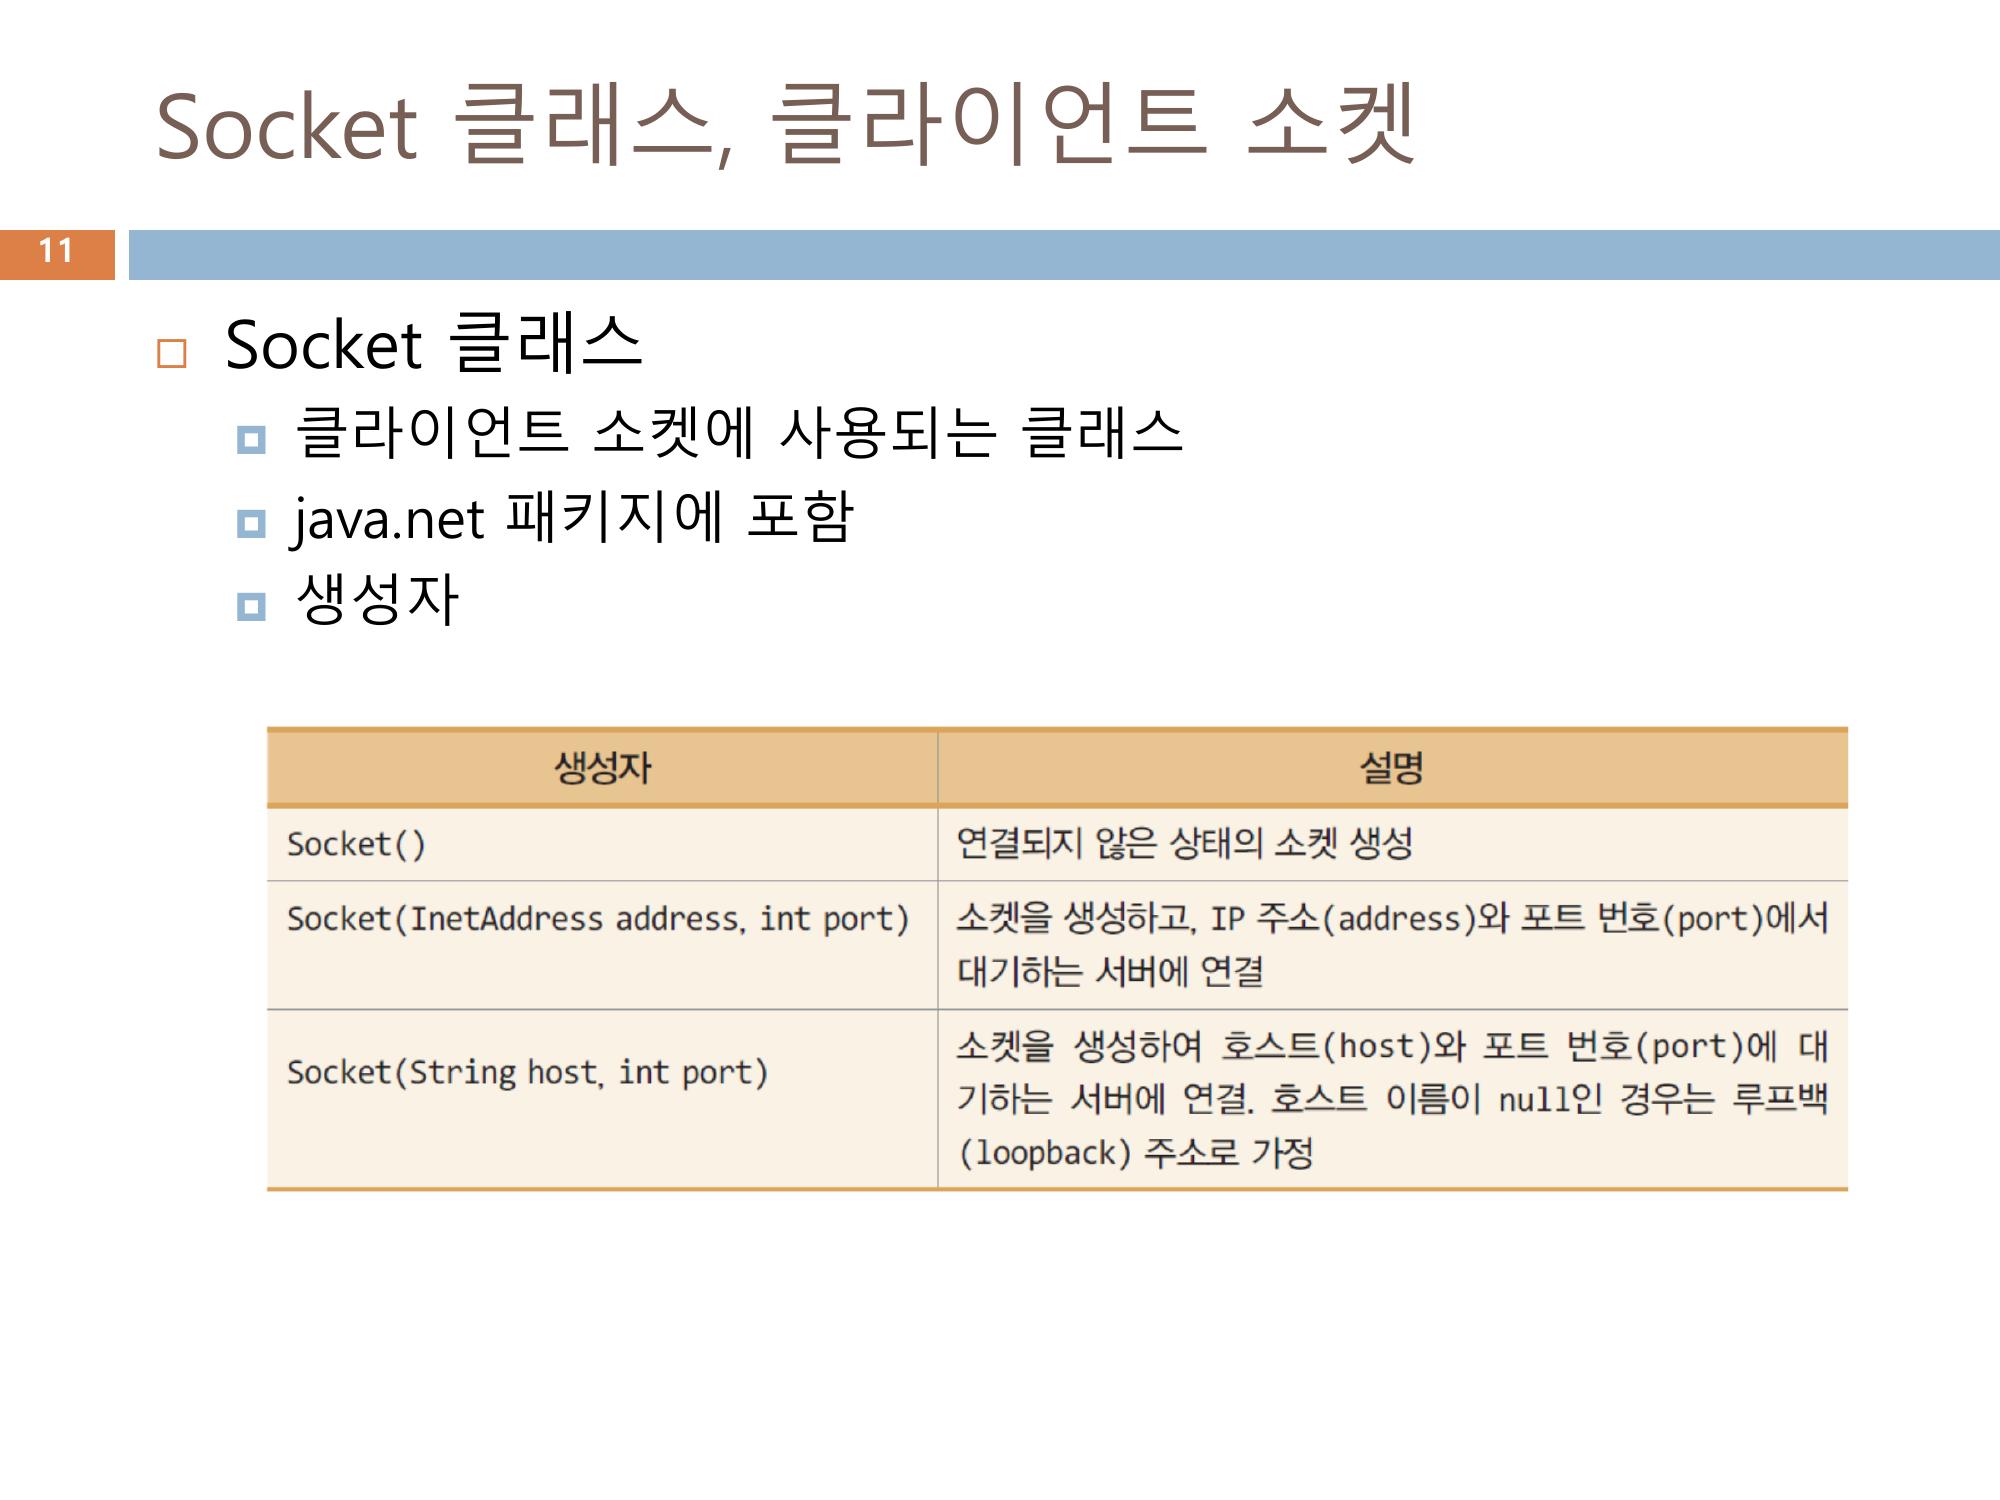 Socket 클래스, 클라이언트 소켓
11
Socket 클래스
클라이언트 소켓에 사용되는 클래스
java.net 패키지에 포함
생성자
생성자 설명
Socket() 연결되지 않은 상태의 소켓 생성
Socket(InetAddress address, int port) 소켓을 생성하고, IP 주소(address)와 포트 번호(port)에서
대기하는 서버에 연결
소켓을 생성하여 호스트(host)와 포트 번호(port)에 대
Socket(String host, int port)
기하는 서버에 연결. 호스트 이름이 null인 경우는 루프백
(loopback) 주소로 가정